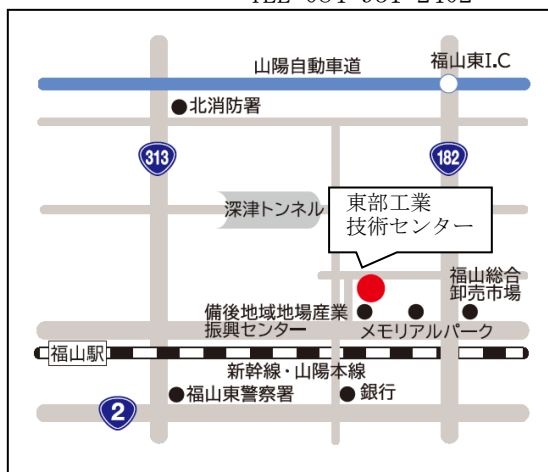 TEL 084-931-2402
山陽自動車道
福山東I.C
北消防署
313
182
深津トンネル
東部工業
技術センター
福山総合
卸売市場
備後地域地場産業
振興センター
メモリアルパーク
福山駅
新幹線・山陽本線
福山東警察署
銀行
2